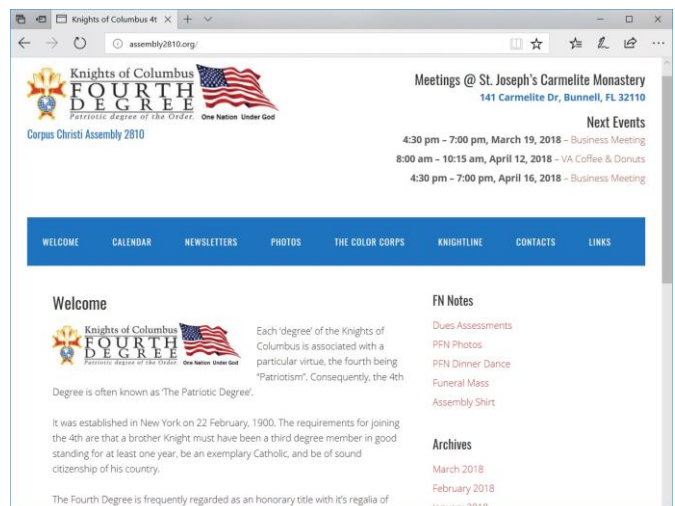 Knights of Columbus 4t
assembly2810.org/
Knights of Columbus
FOURTH
DEGREE
Patriotic degree of the Order. One Nation Under God
Corpus Christi Assembly 2810
Meetings @ St. Joseph's Carmelite Monastery
141 Carmelite Dr, Bunnell, FL 32110
Next Events
4:30 pm – 7:00 pm, March 19, 2018 – Business Meeting
8:00 am – 10:15 am, April 12, 2018 – VA Coffee & Donuts
4:30 pm – 7:00 pm, April 16, 2018 – Business Meeting
WELCOME CALENDAR NEWSLETTERS PHOTOS THE COLOR CORPS KNIGHTLINE CONTACTS LINKS
Welcome
Knights of Columbus
FOURTH
DEGREE
Patriotic degree of the Order. One Nation Under God
Each 'degree' of the Knights of
Columbus is associated with a
particular virtue, the fourth being
"Patriotism". Consequently, the 4th
Degree is often known as 'The Patriotic Degree'.
It was established in New York on 22 February, 1900. The requirements for joining
the 4th are that a brother Knight must have been a third degree member in good
standing for at least one year, be an exemplary Catholic, and be of sound
citizenship of his country.
The Fourth Degree is frequently regarded as an honorary title with it's regalia of
FN Notes
Dues Assessments
PFN Photos
PFN Dinner Dance
Funeral Mass
Assembly Shirt
Archives
March 2018
February 2018
January 2018